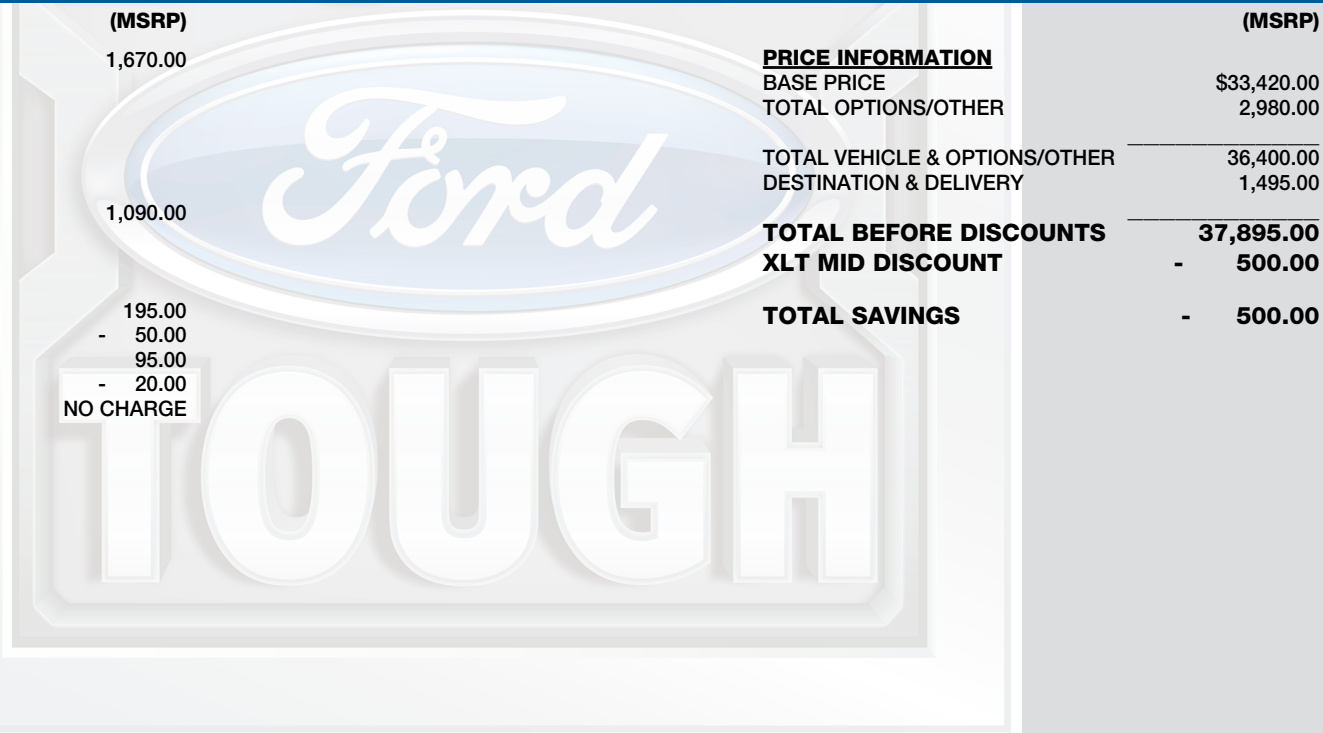 (MSRP)
1,670.00
1,090.00
195.00
- 50.00
95.00
- 20.00
NO CHARGE
(MSRP)
PRICE INFORMATION
BASE PRICE $33,420.00
TOTAL OPTIONS/OTHER 2,980.00
TOTAL VEHICLE & OPTIONS/OTHER 36,400.00
DESTINATION & DELIVERY 1,495.00
TOTAL BEFORE DISCOUNTS 37,895.00
XLT MID DISCOUNT - 500.00
TOTAL SAVINGS - 500.00
Ford
TOUGH